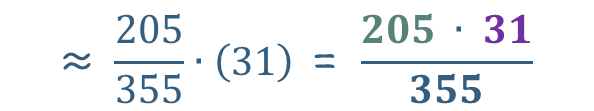 ≈ 205/355 · (31) = 205 · 31/355